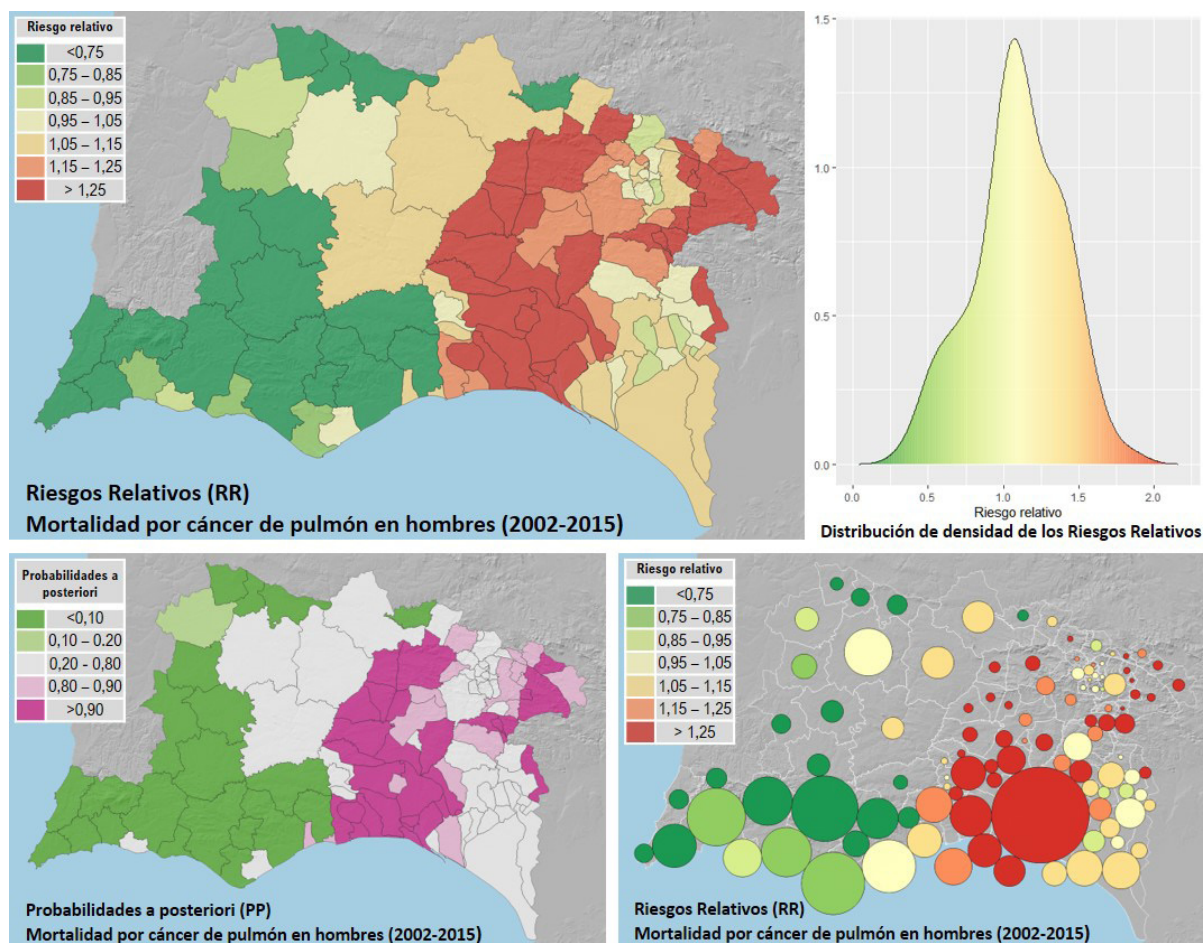 Riesgo relativo
<0,75
0,75 – 0,85
0,85 – 0,95
0,95 – 1,05
1,05 – 1,15
1,15 – 1,25
> 1,25
Riesgos Relativos (RR)
Mortalidad por cáncer de pulmón en hombres (2002-2015)
1.5
1.0
0.5
0.0
0.0 0.5 1.0 1.5 2.0
Riesgo relativo
Distribución de densidad de los Riesgos Relativos
Probabilidades a
posteriori
<0,10
0,10 – 0.20
0,20 - 0,80
0,80 – 0,90
>0,90
Probabilidades a posteriori (PP)
Mortalidad por cáncer de pulmón en hombres (2002-2015)
Riesgo relativo
<0,75
0,75 – 0,85
0,85 – 0,95
0,95 – 1,05
1,05 – 1,15
1,15 – 1,25
> 1,25
Riesgos Relativos (RR)
Mortalidad por cáncer de pulmón en hombres (2002-2015)